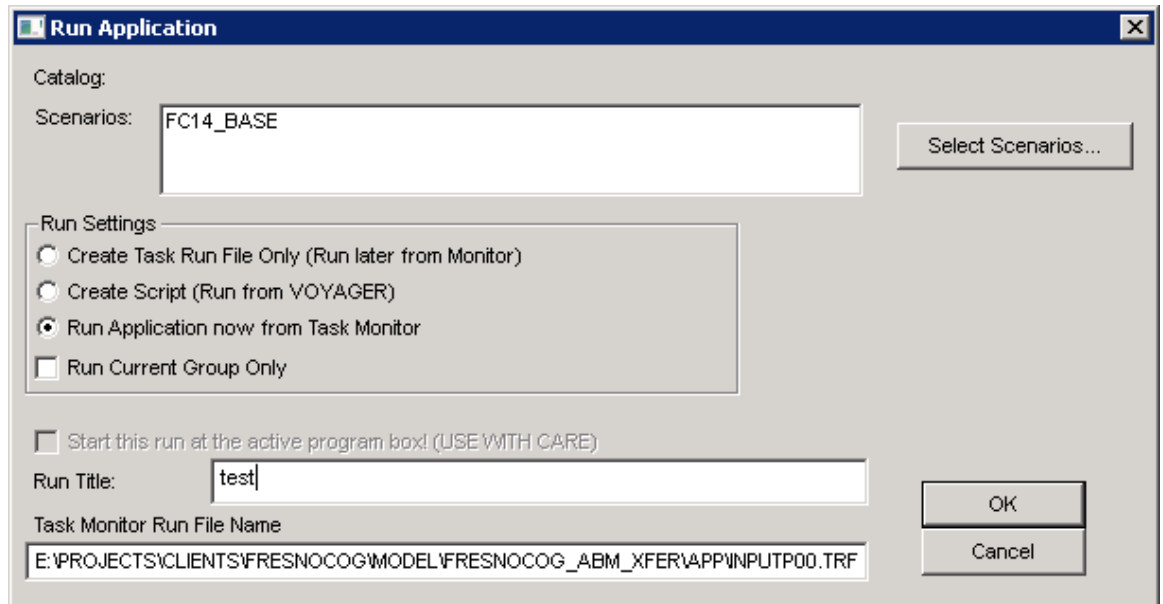 Run Application
Catalog:
Scenarios:
FC14_BASE
Select Scenarios...
Run Settings
Create Task Run File Only (Run later from Monitor)
Create Script (Run from VOYAGER)
Run Application now from Task Monitor
Run Current Group Only
Start this run at the active program box! (USE WITH CARE)
Run Title:
test
OK
Task Monitor Run File Name
Cancel
E:\PROJECTS\CLIENTS\FRESNOCOG\MODEL\FRESNOCOG_ABM_XFER\APP\INPUTP00.TRF